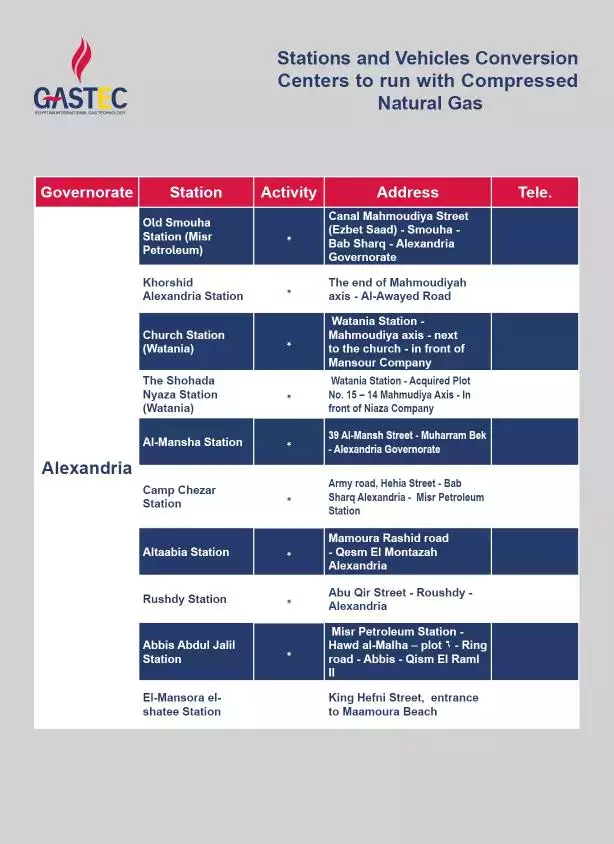 GASTEC
EGYPTIAN INTERNATIONAL GAS TECHNOLOGY
Stations and Vehicles Conversion
Centers to run with Compressed
Natural Gas
Governorate Station Activity Address Tele.
Alexandria
Old Smouha
Station (Misr
Petroleum)
*
Canal Mahmoudiya Street
(Ezbet Saad) - Smouha -
Bab Sharq - Alexandria
Governorate
Khorshid
Alexandria Station
*
The end of Mahmoudiyah
axis - Al-Awayed Road
Church Station
(Watania)
*
Watania Station -
Mahmoudiya axis - next
to the church - in front of
Mansour Company
The Shohada
Nyaza Station
(Watania)
*
Watania Station - Acquired Plot
No. 15 – 14 Mahmudiya Axis - In
front of Niaza Company
Al-Mansha Station
*
39 Al-Mansh Street - Muharram Bek
- Alexandria Governorate
Camp Chezar
Station
*
Army road, Hehia Street - Bab
Sharq Alexandria - Misr Petroleum
Station
Altaabia Station
*
Mamoura Rashid road
- Qesm El Montazah
Alexandria
Rushdy Station
*
Abu Qir Street - Roushdy -
Alexandria
Abbis Abdul Jalil
Station
*
Misr Petroleum Station -
Hawd al-Malha – plot ٦ - Ring
road - Abbis - Qism El Raml
II
El-Mansora el-
shatee Station
King Hefni Street, entrance
to Maamoura Beach